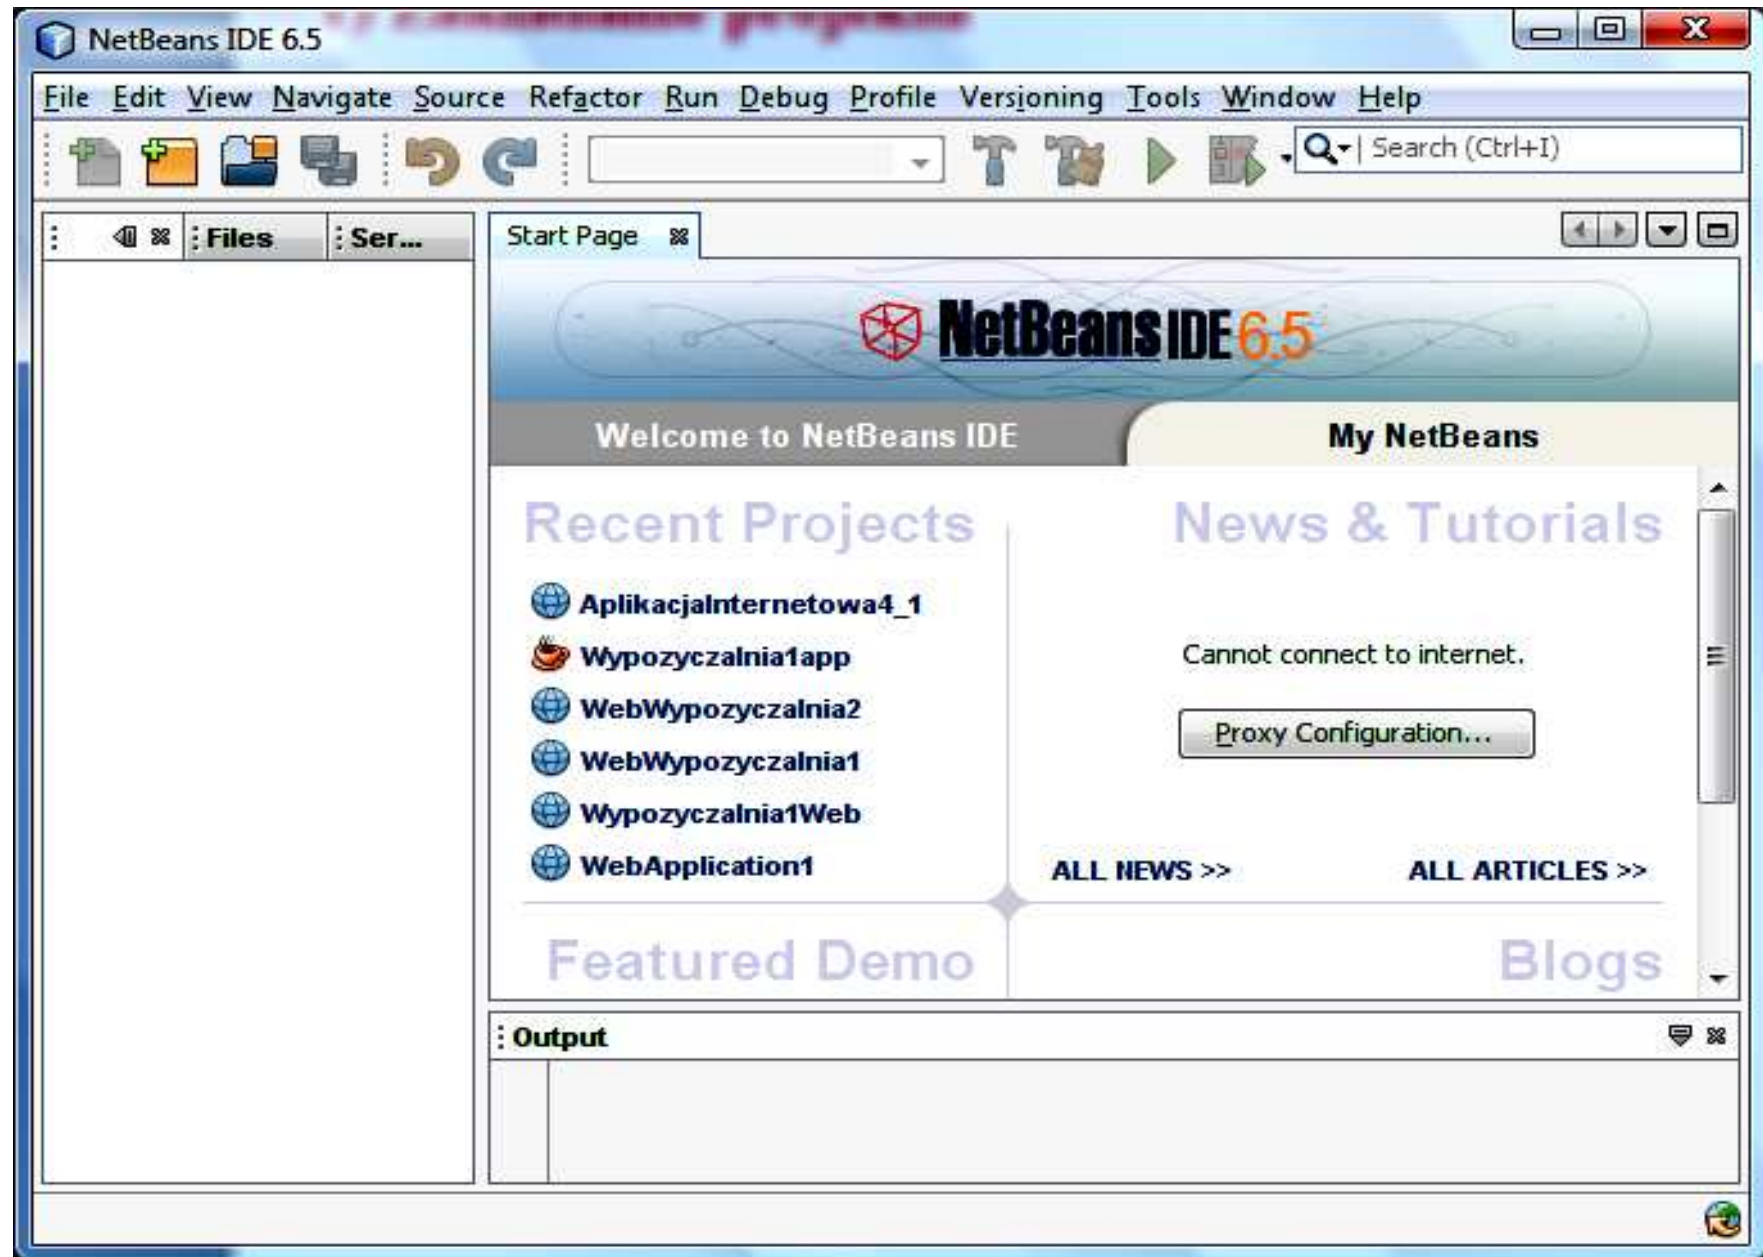 NetBeans IDE 6.5
File Edit View Navigate Source Refactor Run Debug Profile Versioning Tools Window Help
Search (Ctrl+I)
Files Ser...
Start Page
NetBeans IDE 6.5
Welcome to NetBeans IDE
My NetBeans
Recent Projects
AplikacjaInternetowa4_1
Wypozyczalnia1app
WebWypozyczalnia2
WebWypozyczalnia1
Wypozyczalnia1Web
WebApplication1
News & Tutorials
Cannot connect to internet.
Proxy Configuration...
ALL NEWS >> ALL ARTICLES >>
Featured Demo
Blogs
Output